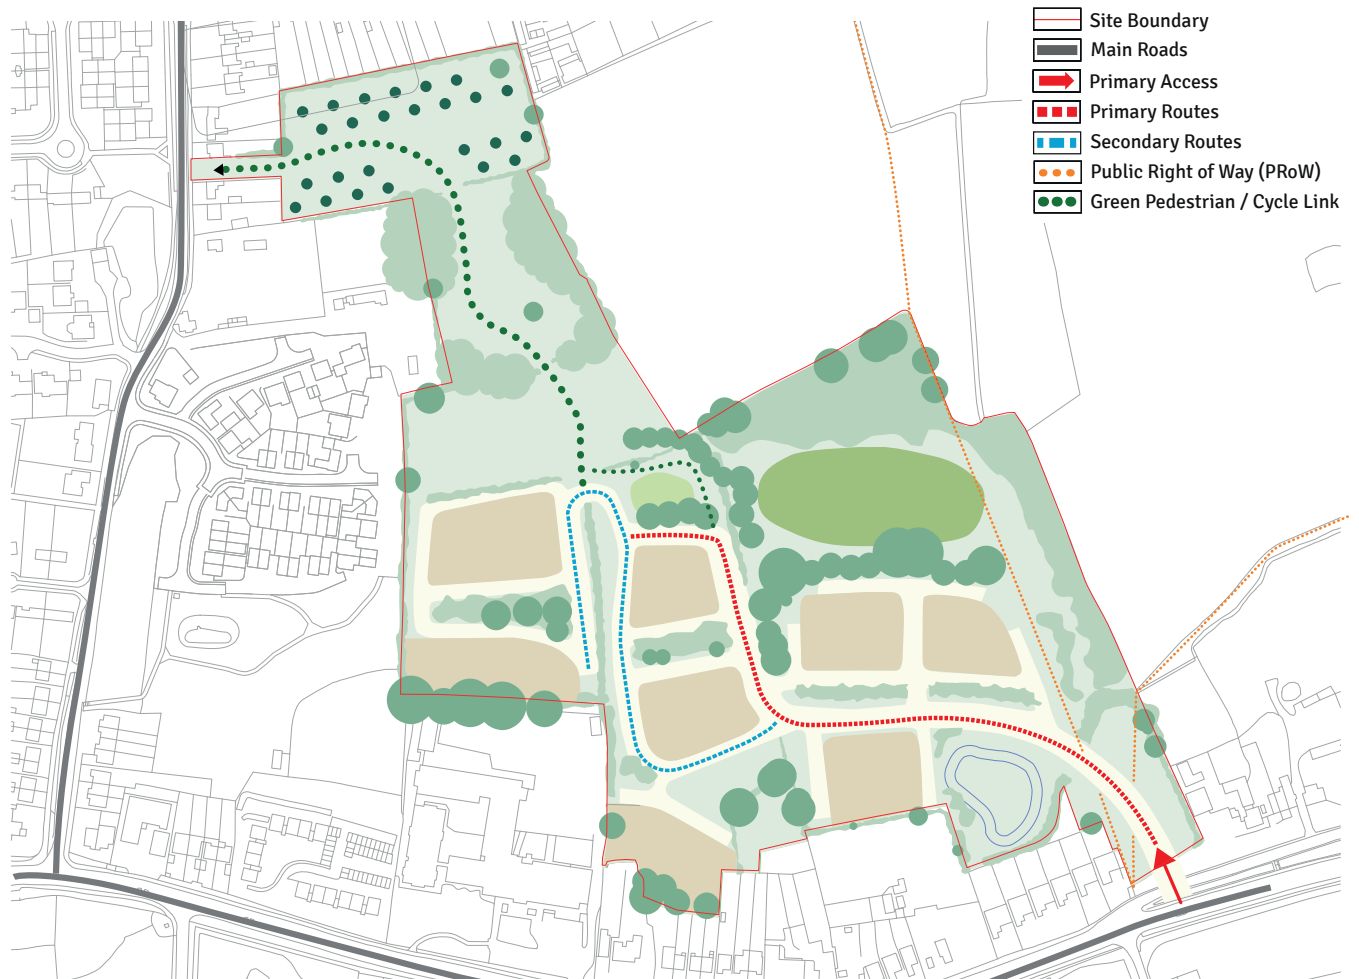 Site Boundary
Main Roads
Primary Access
Primary Routes
Secondary Routes
Public Right of Way (PRoW)
Green Pedestrian / Cycle Link